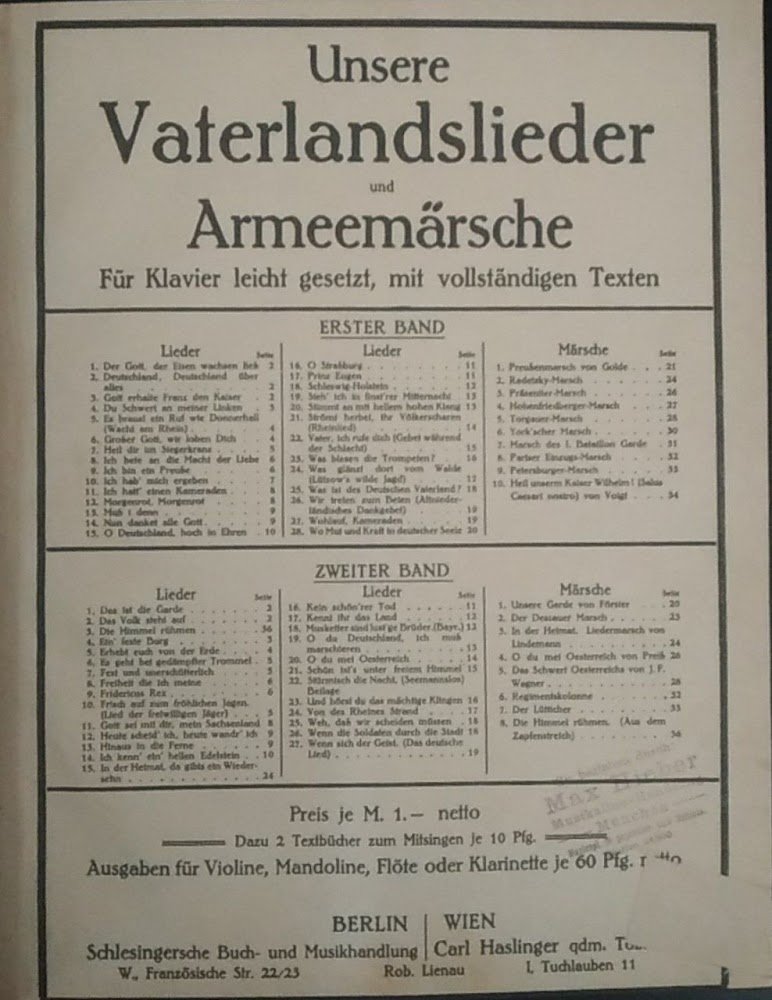 Unsere
Vaterlandslieder
und
Armeemärsche
Für Klavier leicht gesetzt, mit vollständigen Texten
ERSTER BAND
Lieder Seite
1. Der Gott, der Eisen wachsen ließ 2
2. Deutschland, Deutschland über
alles 2
3. Gott erhalte Franz den Kaiser 2
4. Du Schwert an meiner Linken 3
5. Es braust ein Ruf wie Donnerhall
(Wacht am Rhein) 4
6. Großer Gott, wir loben Dich 4
7. Heil dir im Siegerkranz 5
8. Ich bete an die Macht der Liebe 6
9. Ich bin ein Preuße 6
10. Ich hab' mich ergeben 7
11. Ich hatt' einen Kameraden 8
12. Morgenrot, Morgenrot 8
13. Muß i denn 9
14. Nun danket alle Gott 9
15. O Deutschland, hoch in Ehren 10
Lieder Seite
16. O Straßburg 11
17. Prinz Eugen 11
18. Schleswig-Holstein 12
19. Steh' ich in finst'rer Mitternacht 13
20. Stimmt an mit hellem hohen Klang 13
21. Strömt herbei, ihr Völkerscharen
(Rheinlied) 14
22. Vater, ich rufe dich (Gebet während
der Schlacht) 15
23. Was blasen die Trompeten? 16
24. Was glänzt dort vom Walde
(Lützow's wilde Jagd) 17
25. Was ist des Deutschen Vaterland? 18
26. Wir treten zum Beten (Altnieder-
ländisches Dankgebet) 19
27. Wohlauf, Kameraden 19
28. Wo Mut und Kraft in deutscher Seele 20
Märsche Seite
1. Preußenmarsch von Golde 21
2. Radetzky-Marsch 24
3. Präsentier-Marsch 26
4. Hohenfriedberger-Marsch 27
5. Torgauer-Marsch 28
6. Yorck'scher Marsch 30
7. Marsch des I. Bataillon Garde 31
8. Pariser Einzugs-Marsch 32
9. Petersburger-Marsch 33
10. Heil unserm Kaiser Wilhelm! (Salus
Caesari nostro) von Voigt 34
ZWEITER BAND
Lieder Seite
1. Das ist die Garde 2
2. Das Volk steht auf 2
3. Die Himmel rühmen 36
4. Ein' feste Burg 3
5. Erhebt euch von der Erde 4
6. Es geht bei gedämpfter Trommel 5
7. Fest und unerschütterlich 5
8. Freiheit die ich meine 6
9. Fridericus Rex 6
10. Frisch auf zum fröhlichen Jagen.
(Lied der freiwilligen Jäger) 5
11. Gott sei mit dir, mein Sachsenland 8
12. Heute scheid' ich, heute wandr' ich 9
13. Hinaus in die Ferne 9
14. Ich kenn' ein' hellen Edelstein 10
15. In der Heimat, da gibts ein Wieder-
sehn 24
Lieder Seite
16. Kein schön'rer Tod 11
17. Kennt ihr das Land 12
18. Musketier sind lust'ge Brüder.(Bayr.) 12
19. O du Deutschland, ich muß
marschieren 13
20. O du mei Oesterreich 14
21. Schön ist's unter freiem Himmel 15
22. Stürmisch die Nacht. (Seemannslos)
Beilage
23. Und hörst du das mächtige Klingen 16
24. Von des Rheines Strand 17
25. Weh, daß wir scheiden müssen 18
26. Wenn die Soldaten durch die Stadt 18
27. Wenn sich der Geist. (Das deutsche
Lied) 19
Märsche Seite
1. Unsere Garde von Förster 20
2. Der Dessauer Marsch 23
3. In der Heimat. Liedermarsch von
Lindemann 24
4. O du mei Oesterreich von Preiß 26
5. Das Schwert Oesterreichs von J. F.
Wagner 28
6. Regimentskolonne 32
7. Der Lütticher 33
8. Die Himmel rühmen. (Aus dem
Zapfenstreich) 36
Max Hieber
München
Preis je M. 1.— netto
Dazu 2 Textbücher zum Mitsingen je 10 Pfg.
Ausgaben für Violine, Mandoline, Flöte oder Klarinette je 60 Pfg.
BERLIN | WIEN
Schlesingersche Buch- und Musikhandlung | Carl Haslinger qdm.
W., Französische Str. 22/23 Rob. Lienau I, Tuchlauben 11